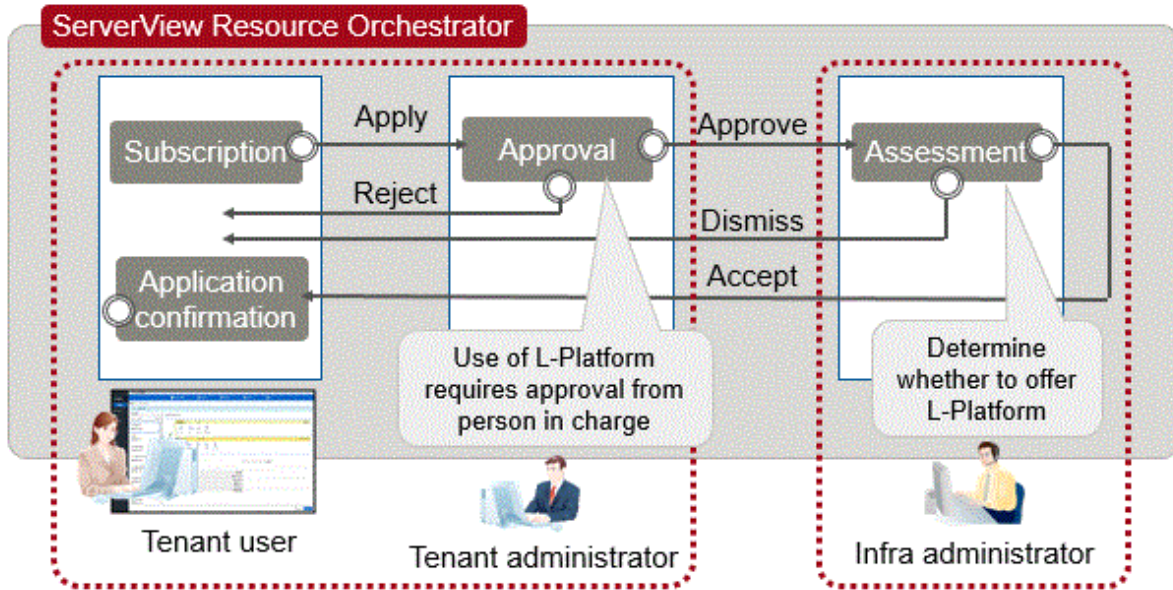 ServerView Resource Orchestrator
Apply
Approve
Subscription
Approval
Assessment
Reject
Dismiss
Accept
Application
confirmation
Use of L-Platform
requires approval from
person in charge
Determine
whether to offer
L-Platform
Tenant user
Tenant administrator
Infra administrator